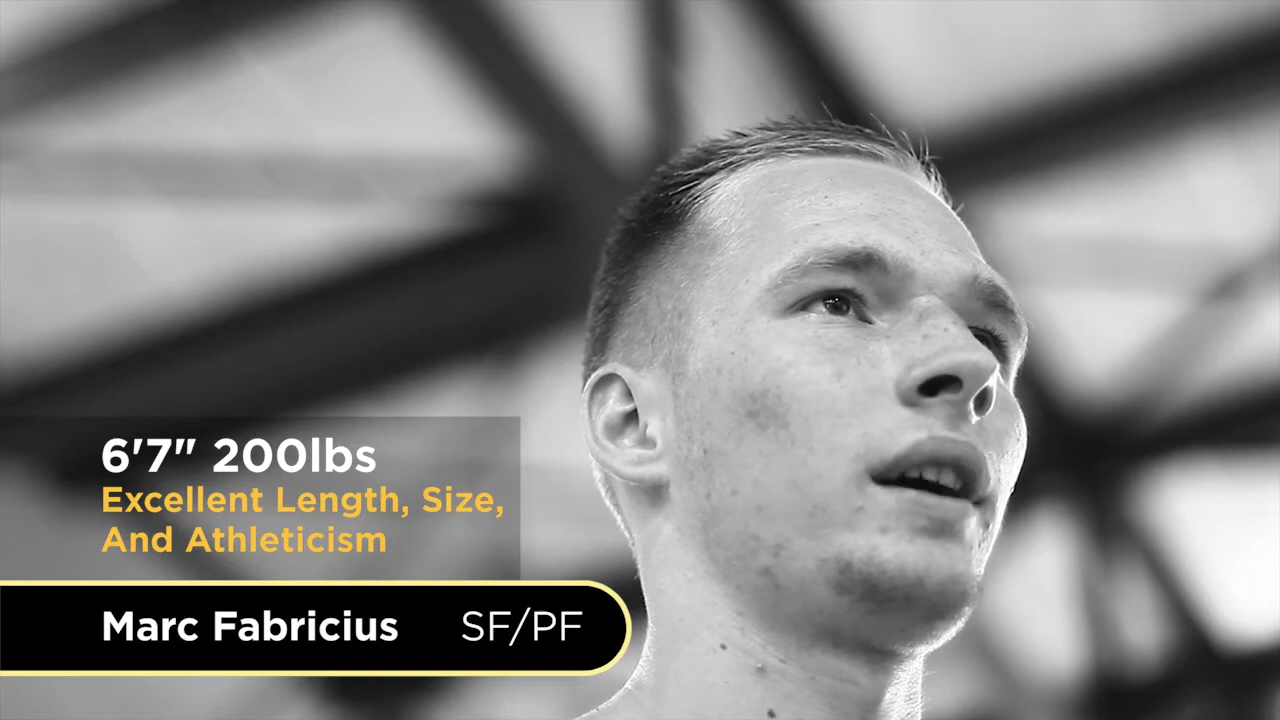 6'7" 200lbs
Excellent Length, Size,
And Athleticism
Marc Fabricius SF/PF